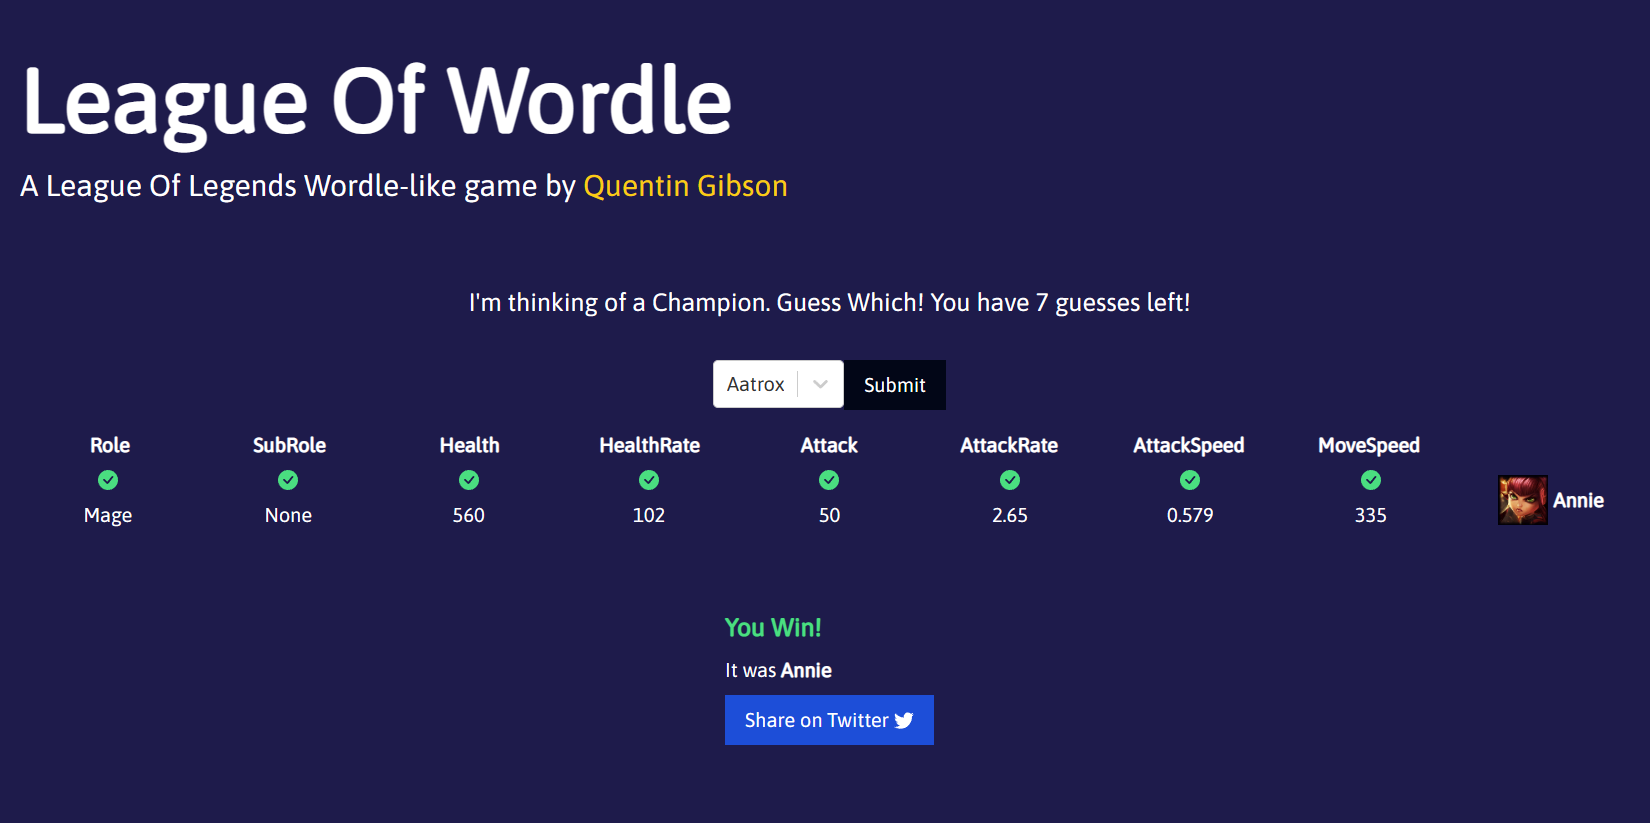 League Of Wordle
A League Of Legends Wordle-like game by Quentin Gibson
I'm thinking of a Champion. Guess Which! You have 7 guesses left!
Aatrox Submit
Role SubRole Health HealthRate Attack AttackRate AttackSpeed MoveSpeed
Mage None 560 102 50 2.65 0.579 335 Annie
You Win!
It was Annie
Share on Twitter